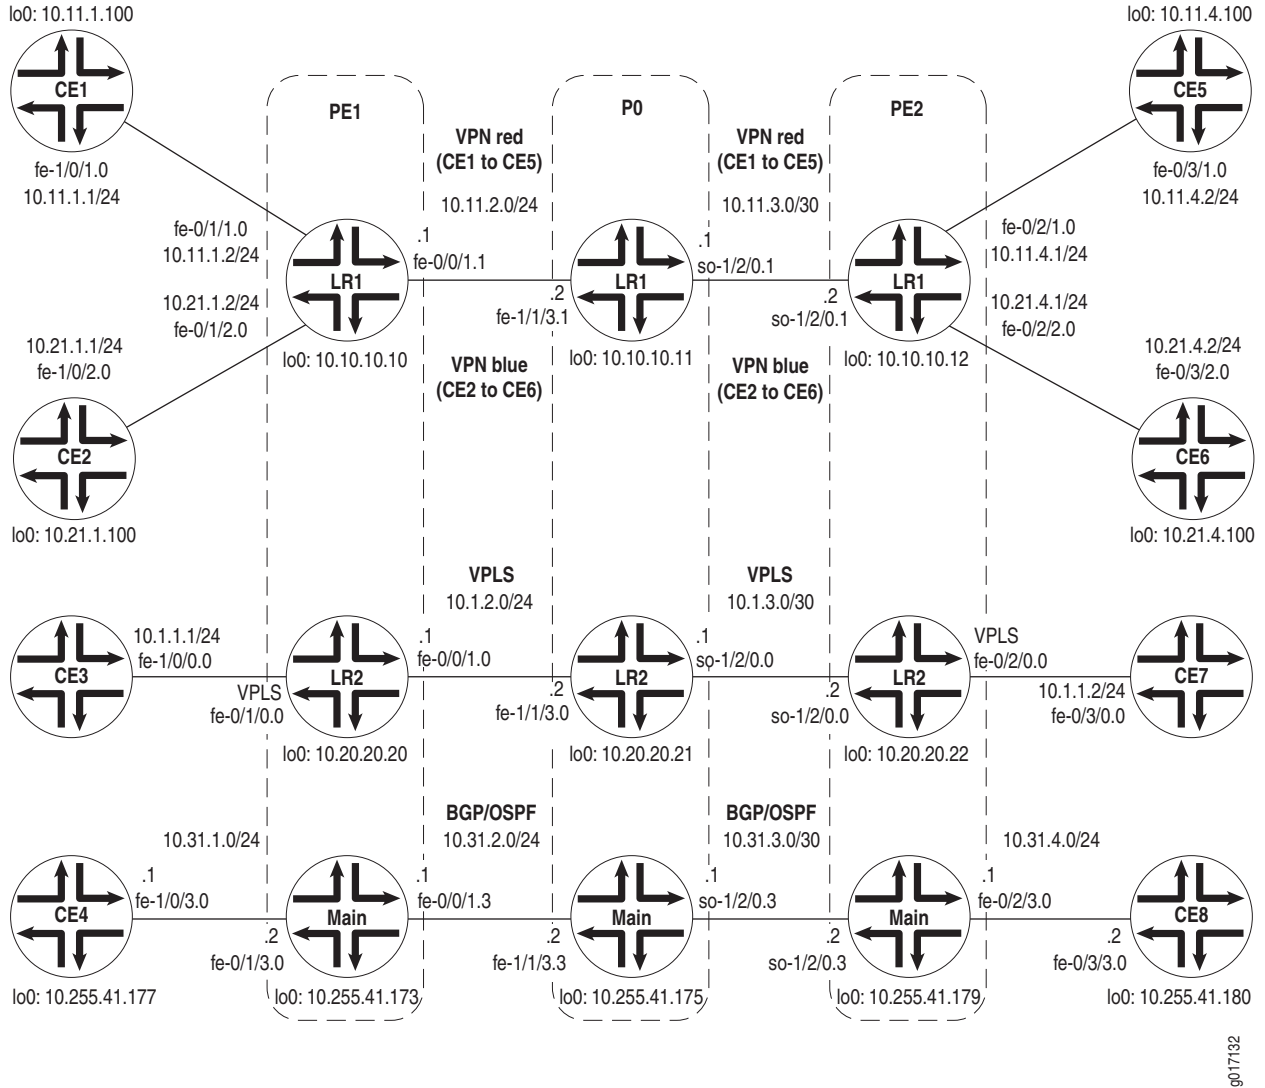 lo0: 10.11.1.100
CE1
fe-1/0/1.0
10.11.1.1/24
PE1
P0
PE2
lo0: 10.11.4.100
CE5
fe-0/3/1.0
10.11.4.2/24
VPN red
(CE1 to CE5)
10.11.2.0/24
VPN red
(CE1 to CE5)
10.11.3.0/30
fe-0/1/1.0
10.11.1.2/24
10.21.1.2/24
fe-0/1/2.0
LR1
lo0: 10.10.10.10
.1
fe-0/0/1.1
.2
fe-1/1/3.1
LR1
lo0: 10.10.10.11
.1
so-1/2/0.1
.2
so-1/2/0.1
LR1
lo0: 10.10.10.12
fe-0/2/1.0
10.11.4.1/24
10.21.4.1/24
fe-0/2/2.0
VPN blue
(CE2 to CE6)
VPN blue
(CE2 to CE6)
10.21.1.1/24
fe-1/0/2.0
CE2
lo0: 10.21.1.100
10.21.4.2/24
fe-0/3/2.0
CE6
lo0: 10.21.4.100
VPLS
10.1.2.0/24
VPLS
10.1.3.0/30
CE3
10.1.1.1/24
fe-1/0/0.0
VPLS
fe-0/1/0.0
LR2
lo0: 10.20.20.20
.1
fe-0/0/1.0
.2
fe-1/1/3.0
LR2
lo0: 10.20.20.21
.1
so-1/2/0.0
.2
so-1/2/0.0
LR2
lo0: 10.20.20.22
VPLS
fe-0/2/0.0
10.1.1.2/24
fe-0/3/0.0
CE7
BGP/OSPF
10.31.2.0/24
BGP/OSPF
10.31.3.0/30
10.31.1.0/24
10.31.4.0/24
CE4
lo0: 10.255.41.177
.1
fe-1/0/3.0
.2
fe-0/1/3.0
Main
lo0: 10.255.41.173
.1
fe-0/0/1.3
.2
fe-1/1/3.3
Main
lo0: 10.255.41.175
.1
so-1/2/0.3
.2
so-1/2/0.3
Main
lo0: 10.255.41.179
.1
fe-0/2/3.0
.2
fe-0/3/3.0
CE8
lo0: 10.255.41.180
g017132